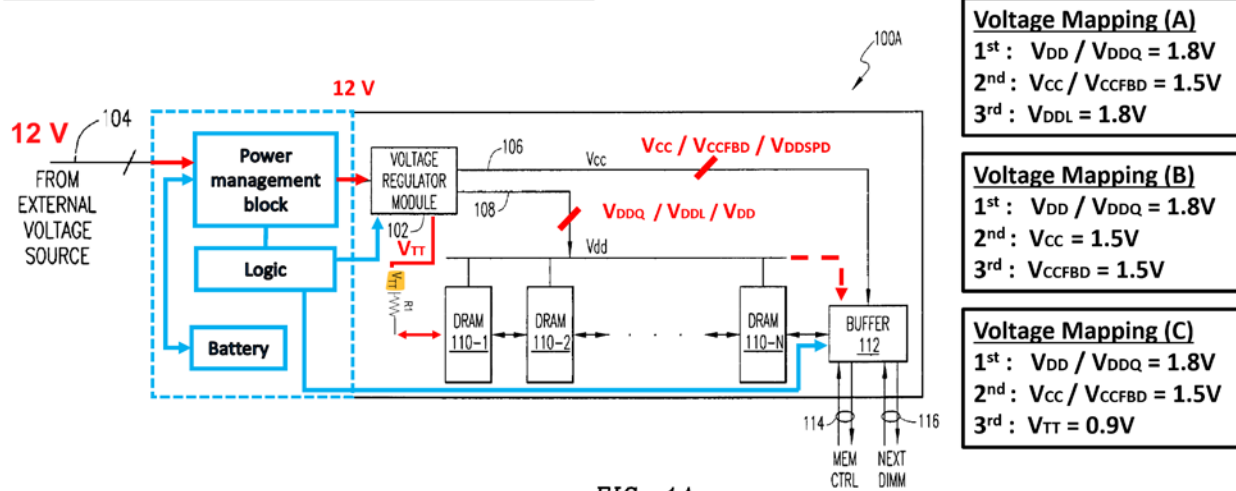 100A
12 V
12 V
104
FROM
EXTERNAL
VOLTAGE
SOURCE
Power
management
block
Logic
Battery
VOLTAGE
REGULATOR
MODULE
102
106
Vcc
VCC / VCCFBD / VDDSPD
108
VDDQ / VDDL / VDD
VTT
Vdd
VTT
R1
DRAM
110-1
DRAM
110-2
. . . .
DRAM
110-N
BUFFER
112
114
116
MEM
CTRL
NEXT
DIMM
FIG. 1A
Voltage Mapping (A)
1st : VDD / VDDQ = 1.8V
2nd : VCC / VCCFBD = 1.5V
3rd : VDDL = 1.8V
Voltage Mapping (B)
1st : VDD / VDDQ = 1.8V
2nd : VCC = 1.5V
3rd : VCCFBD = 1.5V
Voltage Mapping (C)
1st : VDD / VDDQ = 1.8V
2nd : VCC / VCCFBD = 1.5V
3rd : VTT = 0.9V